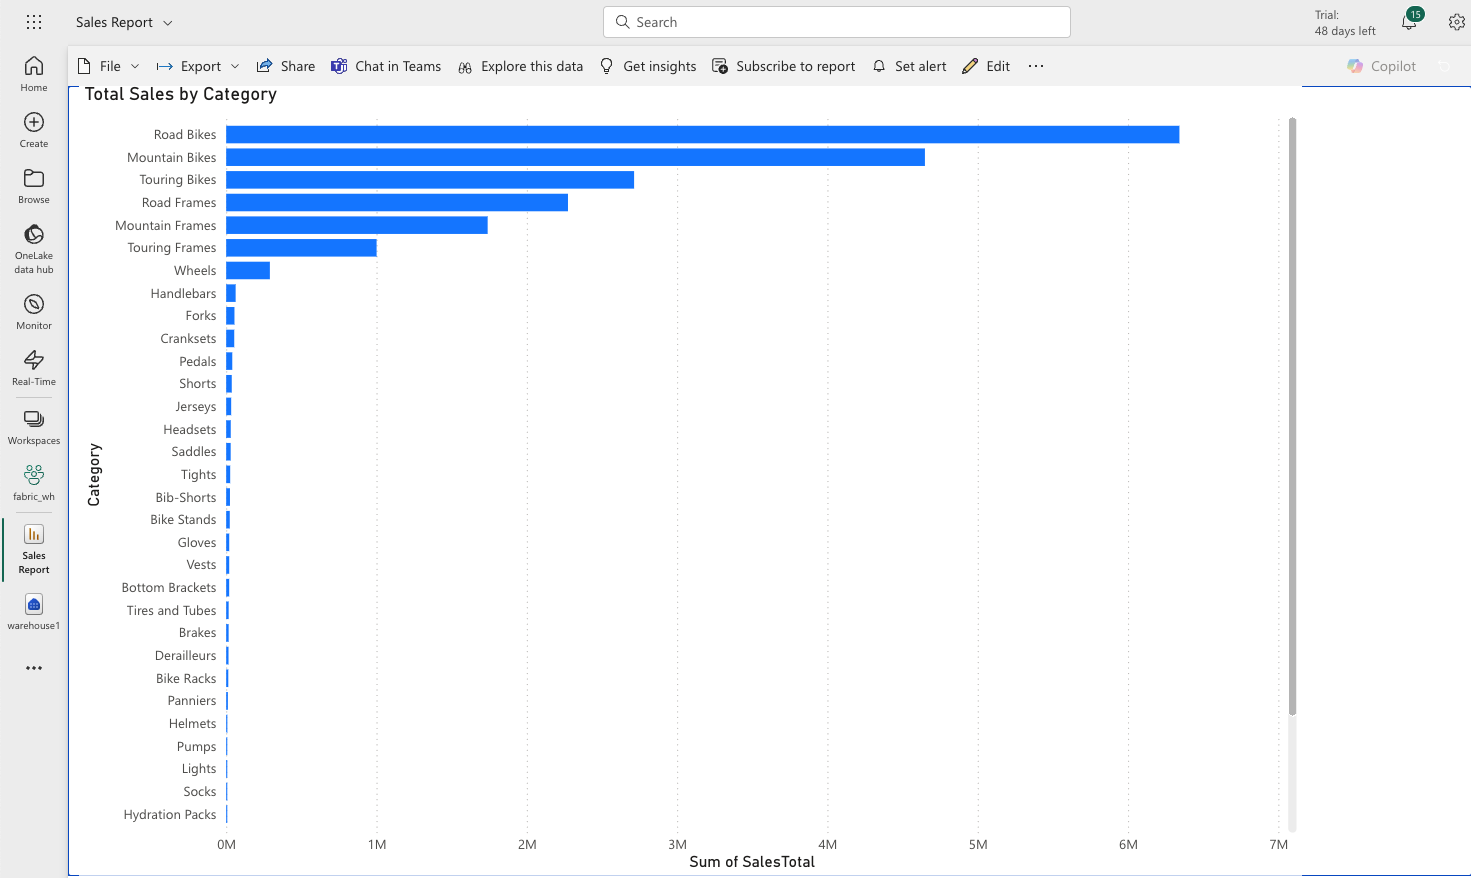 Sales Report
Search
Trial:
48 days left
15
File
Export
Share
Chat in Teams
Explore this data
Get insights
Subscribe to report
Set alert
Edit
Copilot
Home
Create
Browse
OneLake
data hub
Monitor
Real-Time
Workspaces
fabric_wh
Sales
Report
warehouse1
Total Sales by Category
Category
Road Bikes
Mountain Bikes
Touring Bikes
Road Frames
Mountain Frames
Touring Frames
Wheels
Handlebars
Forks
Cranksets
Pedals
Shorts
Jerseys
Headsets
Saddles
Tights
Bib-Shorts
Bike Stands
Gloves
Vests
Bottom Brackets
Tires and Tubes
Brakes
Derailleurs
Bike Racks
Panniers
Helmets
Pumps
Lights
Socks
Hydration Packs
0M 1M 2M 3M 4M 5M 6M 7M
Sum of SalesTotal